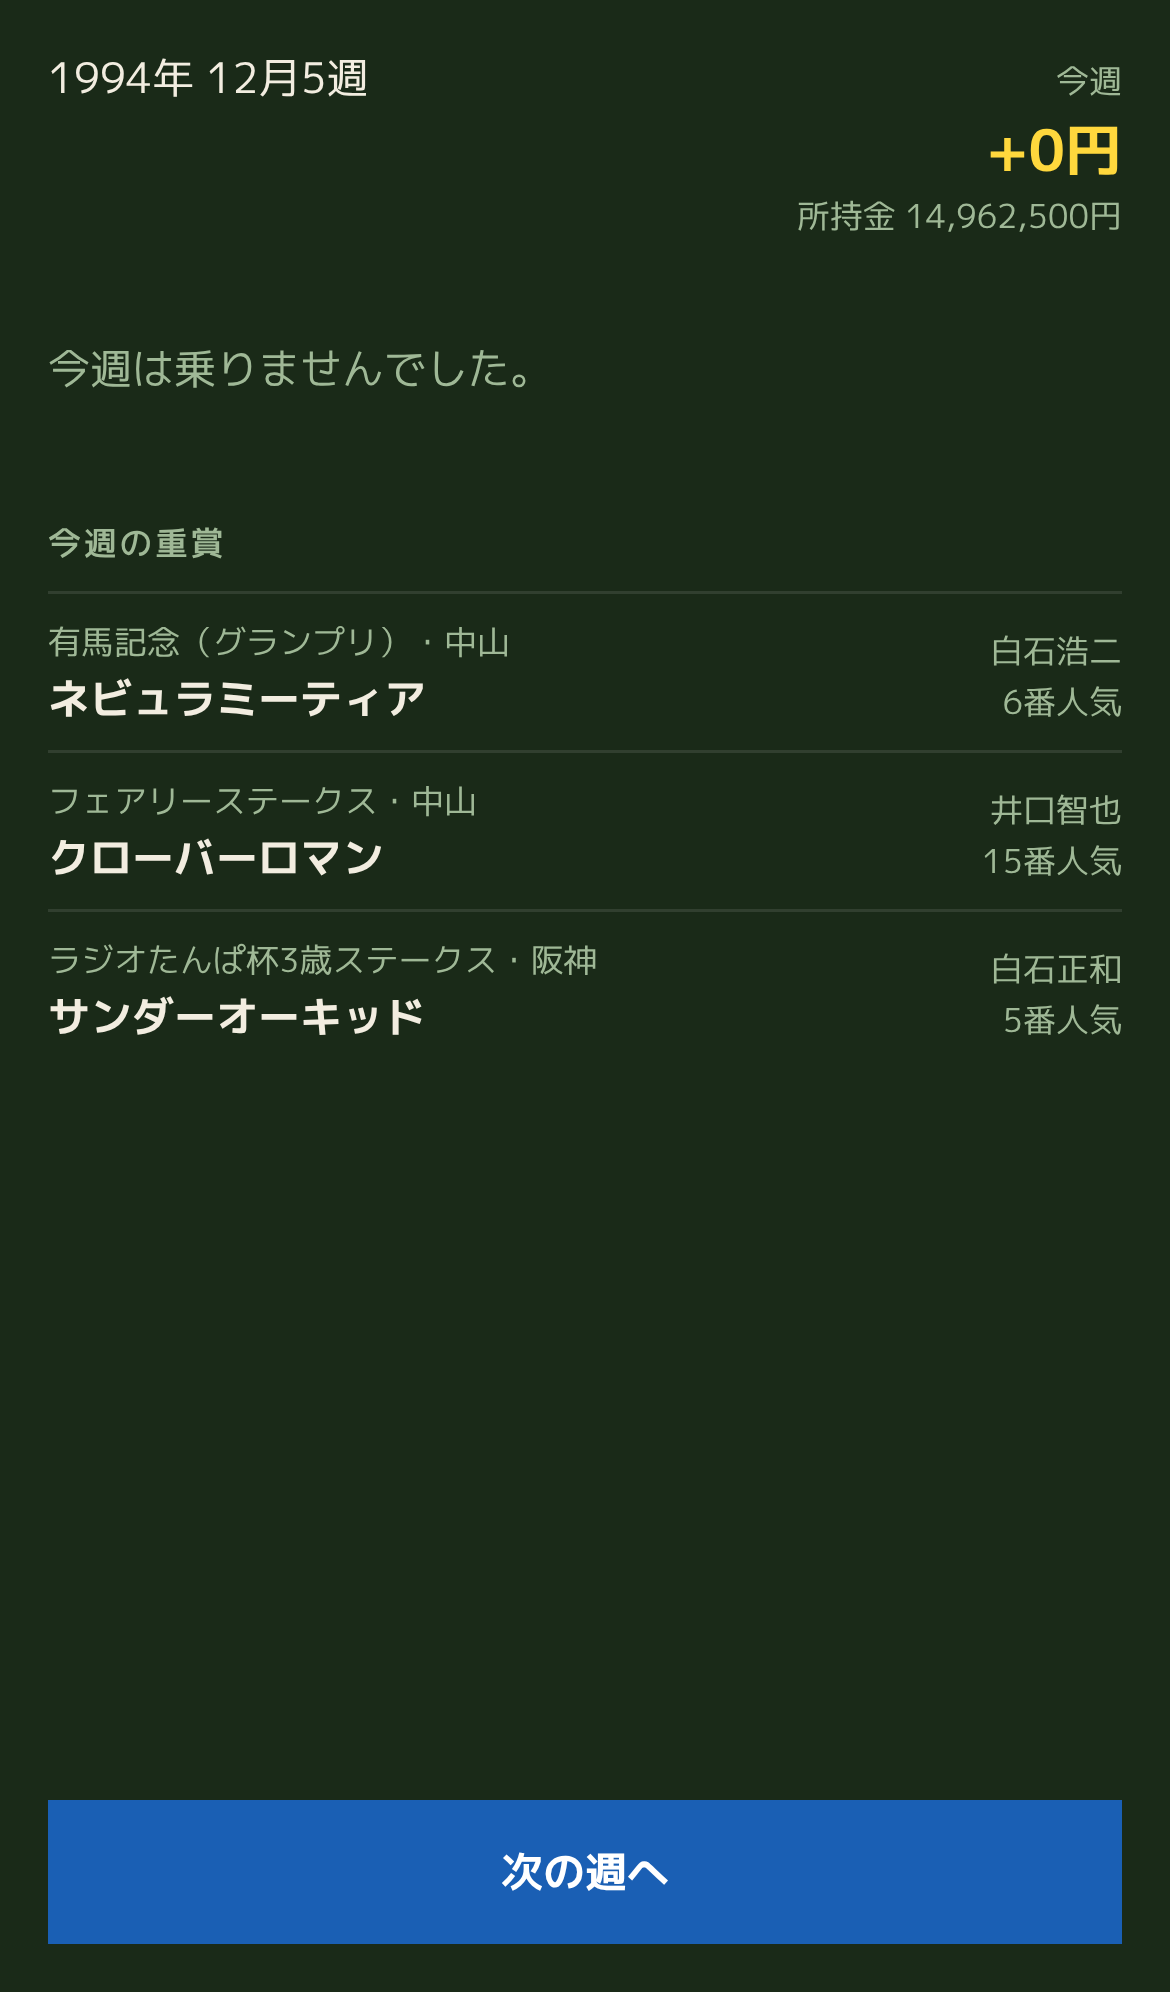 1994年 12月5週
今週
+0円
所持金 14,962,500円
今週は乗りませんでした。
今週の重賞
有馬記念（グランプリ）・中山
ネビュラミーティア
白石浩二
6番人気
フェアリーステークス・中山
クローバーロマン
井口智也
15番人気
ラジオたんぱ杯3歳ステークス・阪神
サンダーオーキッド
白石正和
5番人気
次の週へ